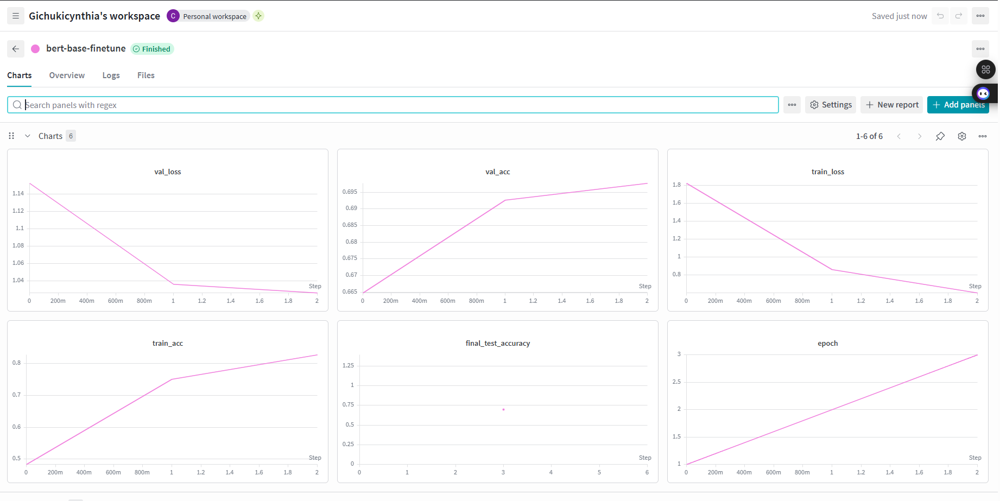 Gichukicynthia's workspace C Personal workspace Saved just now
bert-base-finetune Finished
Charts Overview Logs Files
Search panels with regex Settings New report Add panels
Charts 6 1-6 of 6
val_loss
1.14
1.12
1.1
1.08
1.06
1.04
Step
0 200m 400m 600m 800m 1 1.2 1.4 1.6 1.8 2
val_acc
0.695
0.69
0.685
0.68
0.675
0.67
0.665
Step
0 200m 400m 600m 800m 1 1.2 1.4 1.6 1.8 2
train_loss
1.8
1.6
1.4
1.2
1
0.8
Step
0 200m 400m 600m 800m 1 1.2 1.4 1.6 1.8 2
train_acc
0.8
0.7
0.6
0.5
Step
0 200m 400m 600m 800m 1 1.2 1.4 1.6 1.8 2
final_test_accuracy
1.25
1
0.75
0.5
0.25
0
Step
0 1 2 3 4 5 6
epoch
3
2.5
2
1.5
1
Step
0 200m 400m 600m 800m 1 1.2 1.4 1.6 1.8 2